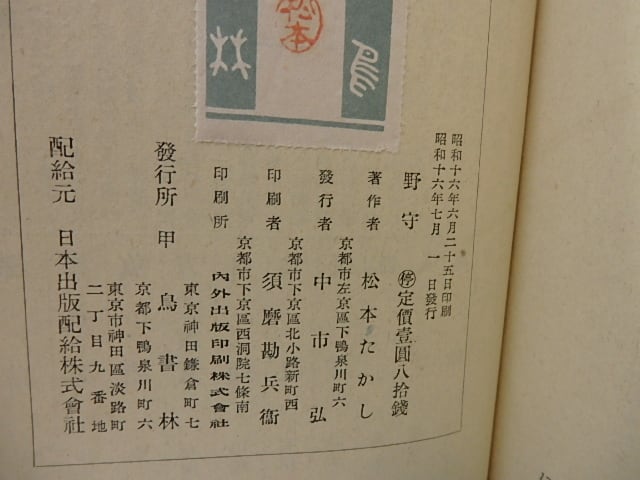 昭和十六年六月二十五日印刷
昭和十六年七月一日發行
野守
停定價壹圓八拾錢
著作者 松本たかし
京都市左京區下鴨泉川町六
發行者 中市弘
京都市下京區北小路新町西
印刷者 須磨勘兵衞
京都市下京區西洞院七條南
印刷所 內外出版印刷株式會社
東京神田鎌倉町七
京都下鴨泉川町六
發行所 甲鳥書林
東京市神田區淡路町
二丁目九番地
配給元 日本出版配給株式會社